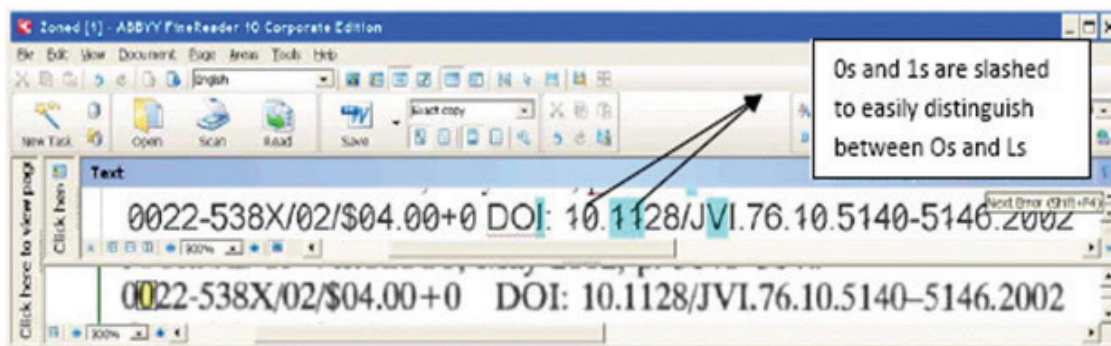 Zoned [1] - ABBYY FineReader 10 Corporate Edition
File Edit View Document Page Areas Tools Help
English
Exact copy
New Task Open Scan Read Save
0s and 1s are slashed
to easily distinguish
between Os and Ls
Click here to view page
Click here
Text
Next Error (Shift+F4)
0022-538X/02/$04.00+0 DOI: 10.1128/JVI.76.10.5140-5146.2002
300%
0022-538X/02/$04.00+0 DOI: 10.1128/JVI.76.10.5140–5146.2002
300%